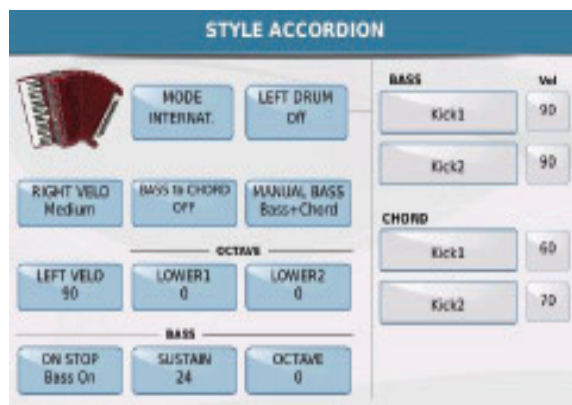 STYLE ACCORDION
MODE
INTERNAT.
LEFT DRUM
Off
RIGHT VELO
Medium
BASS to CHORD
OFF
MANUAL BASS
Bass+Chord
OCTAVE
LEFT VELO
90
LOWER1
0
LOWER2
0
BASS
ON STOP
Bass On
SUSTAIN
24
OCTAVE
0
BASS Vol
Kick1 90
Kick2 90
CHORD
Kick1 60
Kick2 70